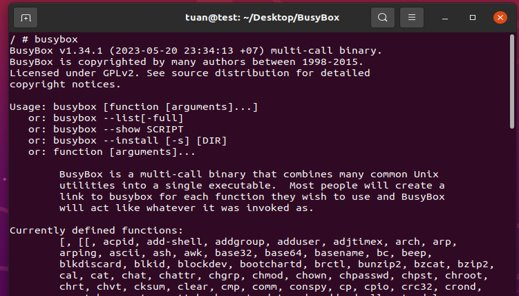 tuan@test: ~/Desktop/BusyBox
/ # busybox
BusyBox v1.34.1 (2023-05-20 23:34:13 +07) multi-call binary.
BusyBox is copyrighted by many authors between 1998-2015.
Licensed under GPLv2. See source distribution for detailed
copyright notices.
Usage: busybox [function [arguments]...]
or: busybox --list[-full]
or: busybox --show SCRIPT
or: busybox --install [-s] [DIR]
or: function [arguments]...
BusyBox is a multi-call binary that combines many common Unix
utilities into a single executable.  Most people will create a
link to busybox for each function they wish to use and BusyBox
will act like whatever it was invoked as.
Currently defined functions:
[, [[, acpid, add-shell, addgroup, adduser, adjtimex, arch, arp,
arping, ascii, ash, awk, base32, base64, basename, bc, beep,
blkdiscard, blkid, blockdev, bootchartd, brctl, bunzip2, bzcat, bzip2,
cal, cat, chat, chattr, chgrp, chmod, chown, chpasswd, chpst, chroot,
chrt, chvt, cksum, clear, cmp, comm, conspy, cp, cpio, crc32, crond,